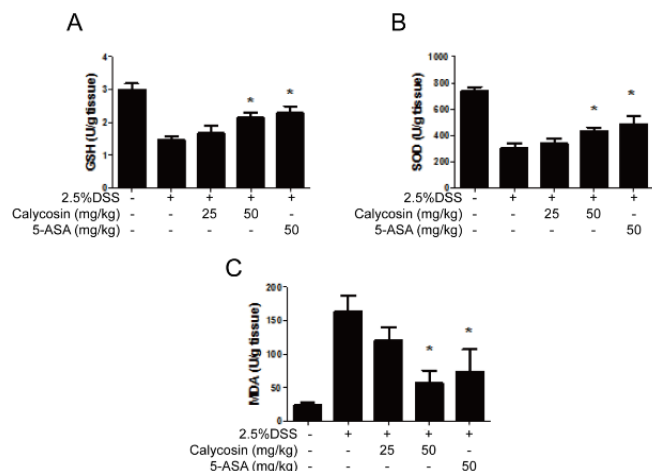 A
GSH (U/g tissue)
4
3
2
1
0
* *
2.5%DSS - + + + +
Calycosin (mg/kg) - - 25 50 -
5-ASA (mg/kg) - - - - 50
B
SOD (U/g tissue)
1000
800
600
400
200
0
* *
2.5%DSS - + + + +
Calycosin (mg/kg) - - 25 50 -
5-ASA (mg/kg) - - - - 50
C
MDA (U/g tissue)
200
150
100
50
0
* *
2.5%DSS - + + + +
Calycosin (mg/kg) - - 25 50 -
5-ASA (mg/kg) - - - - 50